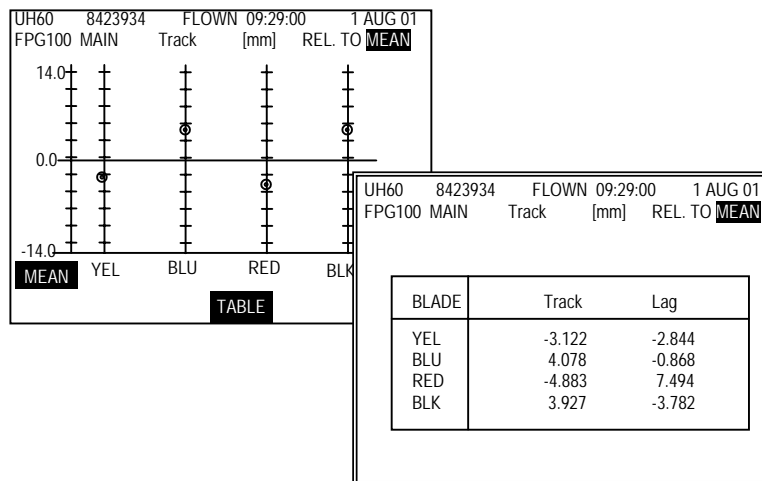 UH60 8423934 FLOWN 09:29:00 1 AUG 01
FPG100 MAIN Track [mm] REL. TO MEAN
14.0
0.0
-14.0
MEAN YEL BLU RED BLK
TABLE
UH60 8423934 FLOWN 09:29:00 1 AUG 01
FPG100 MAIN Track [mm] REL. TO MEAN
BLADE Track Lag
YEL -3.122 -2.844
BLU 4.078 -0.868
RED -4.883 7.494
BLK 3.927 -3.782